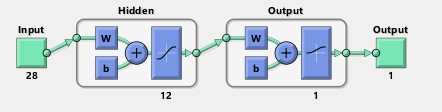 Hidden Output
Input Output
W W
b b
28 12 1 1